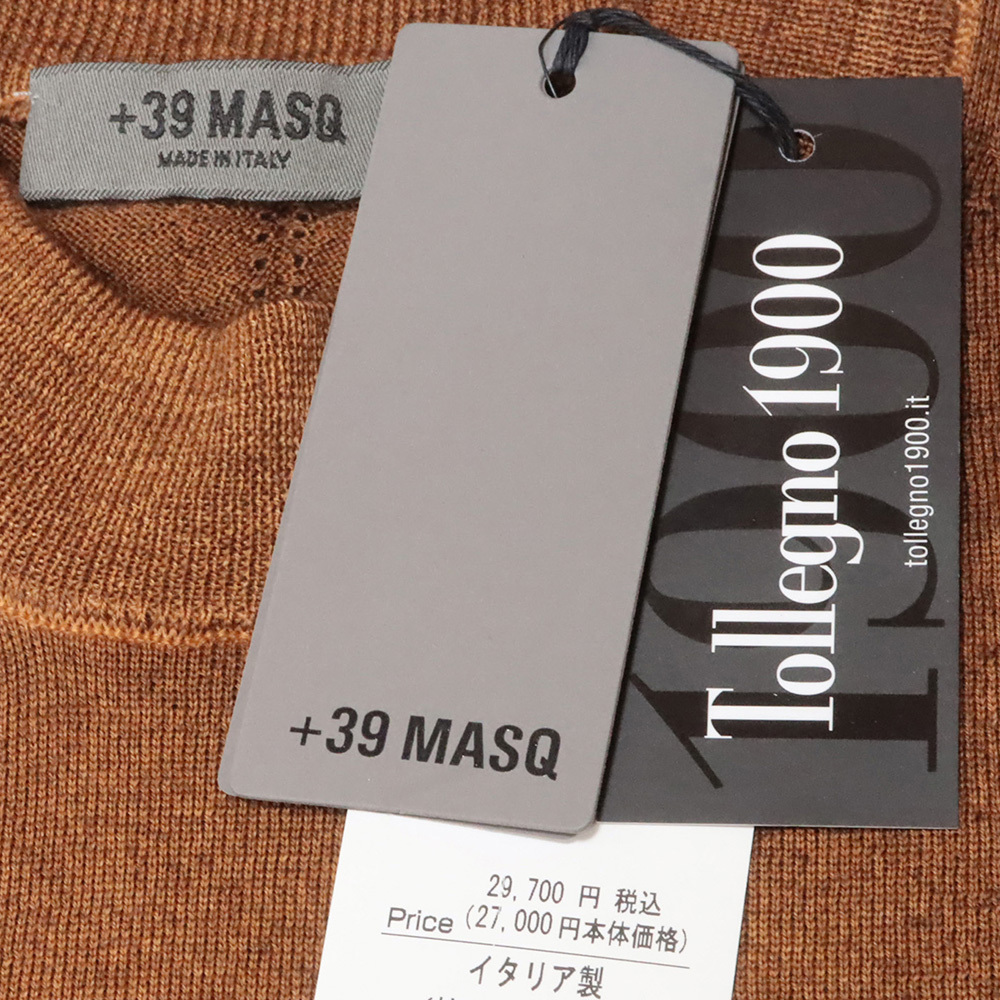 +39 MASQ
MADE IN ITALY
+39 MASQ
1900
Tollegno 1900
tollegno1900.it
29,700 円 税込
Price (27,000円本体価格)
イタリア製